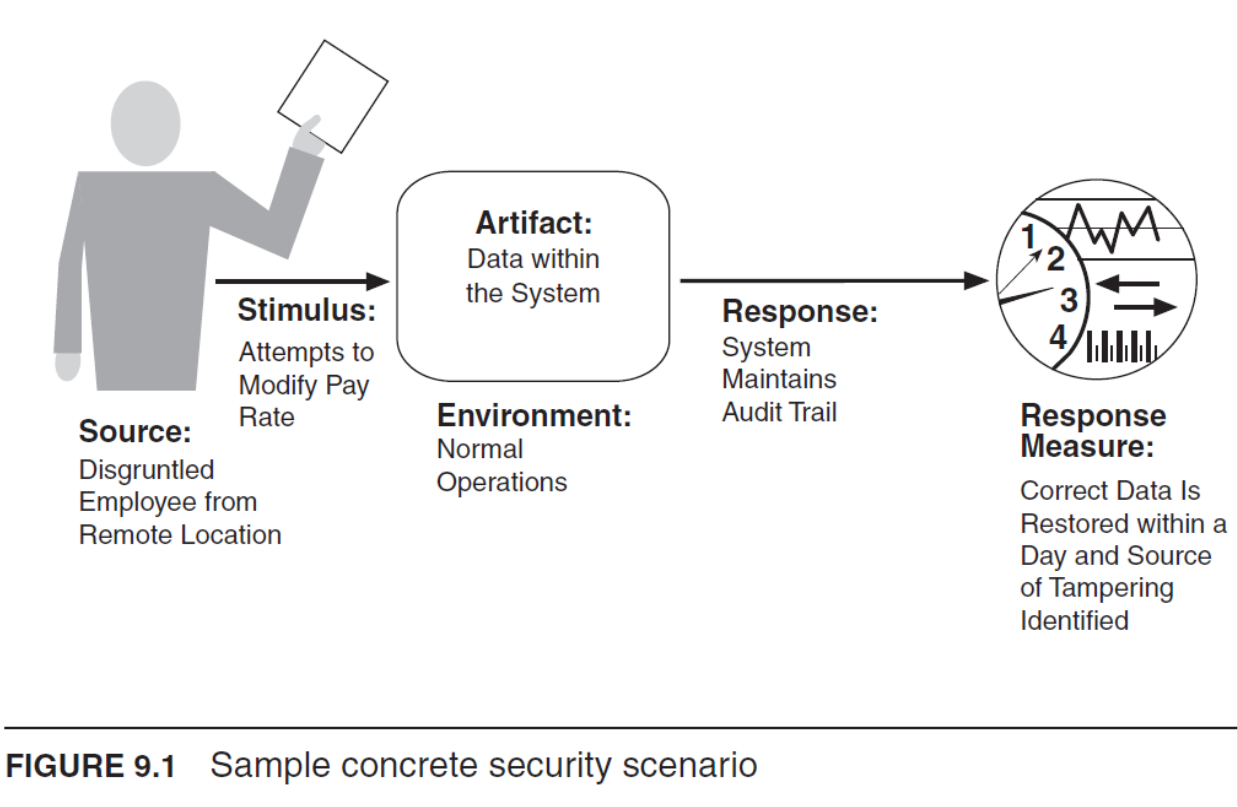 Source:
Disgruntled
Employee from
Remote Location
Stimulus:
Attempts to
Modify Pay
Rate
Artifact:
Data within
the System
Environment:
Normal
Operations
Response:
System
Maintains
Audit Trail
1
2
3
4
Response
Measure:
Correct Data Is
Restored within a
Day and Source
of Tampering
Identified
FIGURE 9.1 Sample concrete security scenario